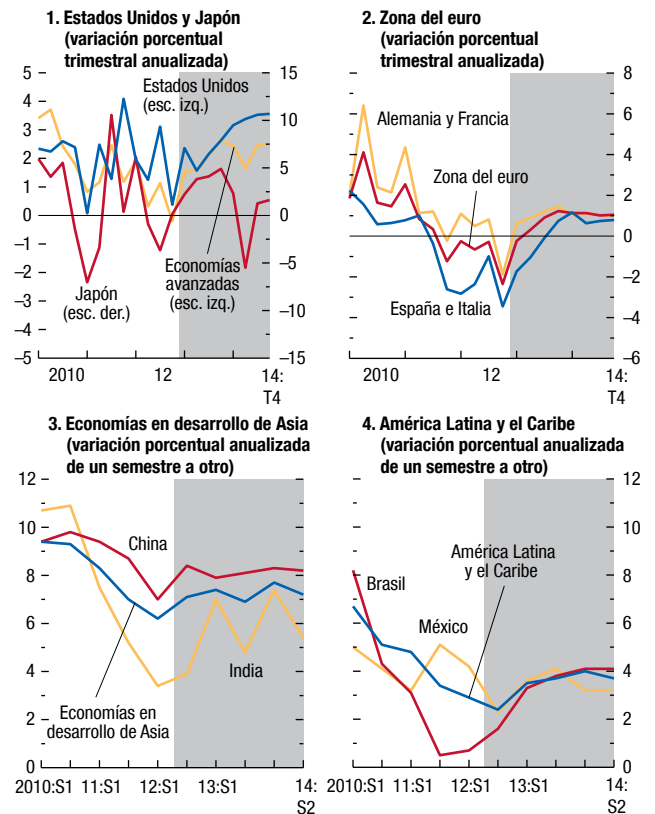 1. Estados Unidos y Japón
(variación porcentual
trimestral anualizada)
5
4
3
2
1
0
–1
–2
–3
–4
–5
15
10
5
0
–5
–10
–15
Estados Unidos
(esc. izq.)
Japón
(esc. der.)
Economías
avanzadas
(esc. izq.)
2010
12
14:
T4
2. Zona del euro
(variación porcentual
trimestral anualizada)
8
6
4
2
0
–2
–4
–6
Alemania y Francia
Zona del euro
España e Italia
2010
12
14:
T4
3. Economías en desarrollo de Asia
(variación porcentual anualizada
de un semestre a otro)
12
10
8
6
4
2
0
China
India
Economías en
desarrollo de Asia
2010:S1 11:S1 12:S1 13:S1 14:
S2
4. América Latina y el Caribe
(variación porcentual anualizada
de un semestre a otro)
12
10
8
6
4
2
0
América Latina
y el Caribe
Brasil
México
2010:S1 11:S1 12:S1 13:S1 14:
S2